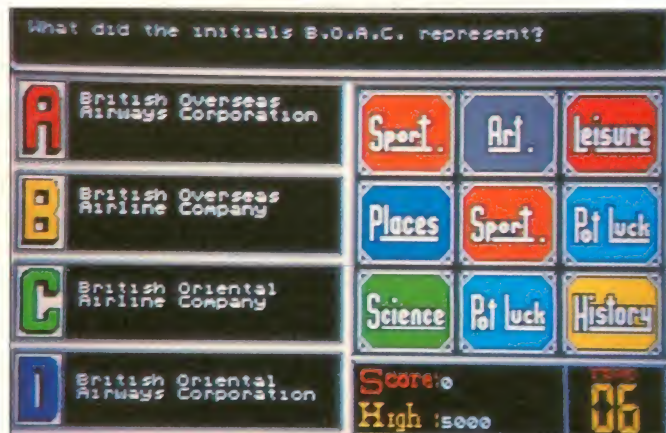 What did the initials B.O.A.C. represent?
A
British Overseas
Airways Corporation
B
British Overseas
Airline Company
C
British Oriental
Airline Company
D
British Oriental
Airways Corporation
Sport.
Art.
Leisure
Places
Sport.
Pot Luck
Science
Pot Luck
History
Score:0
High :5000
06